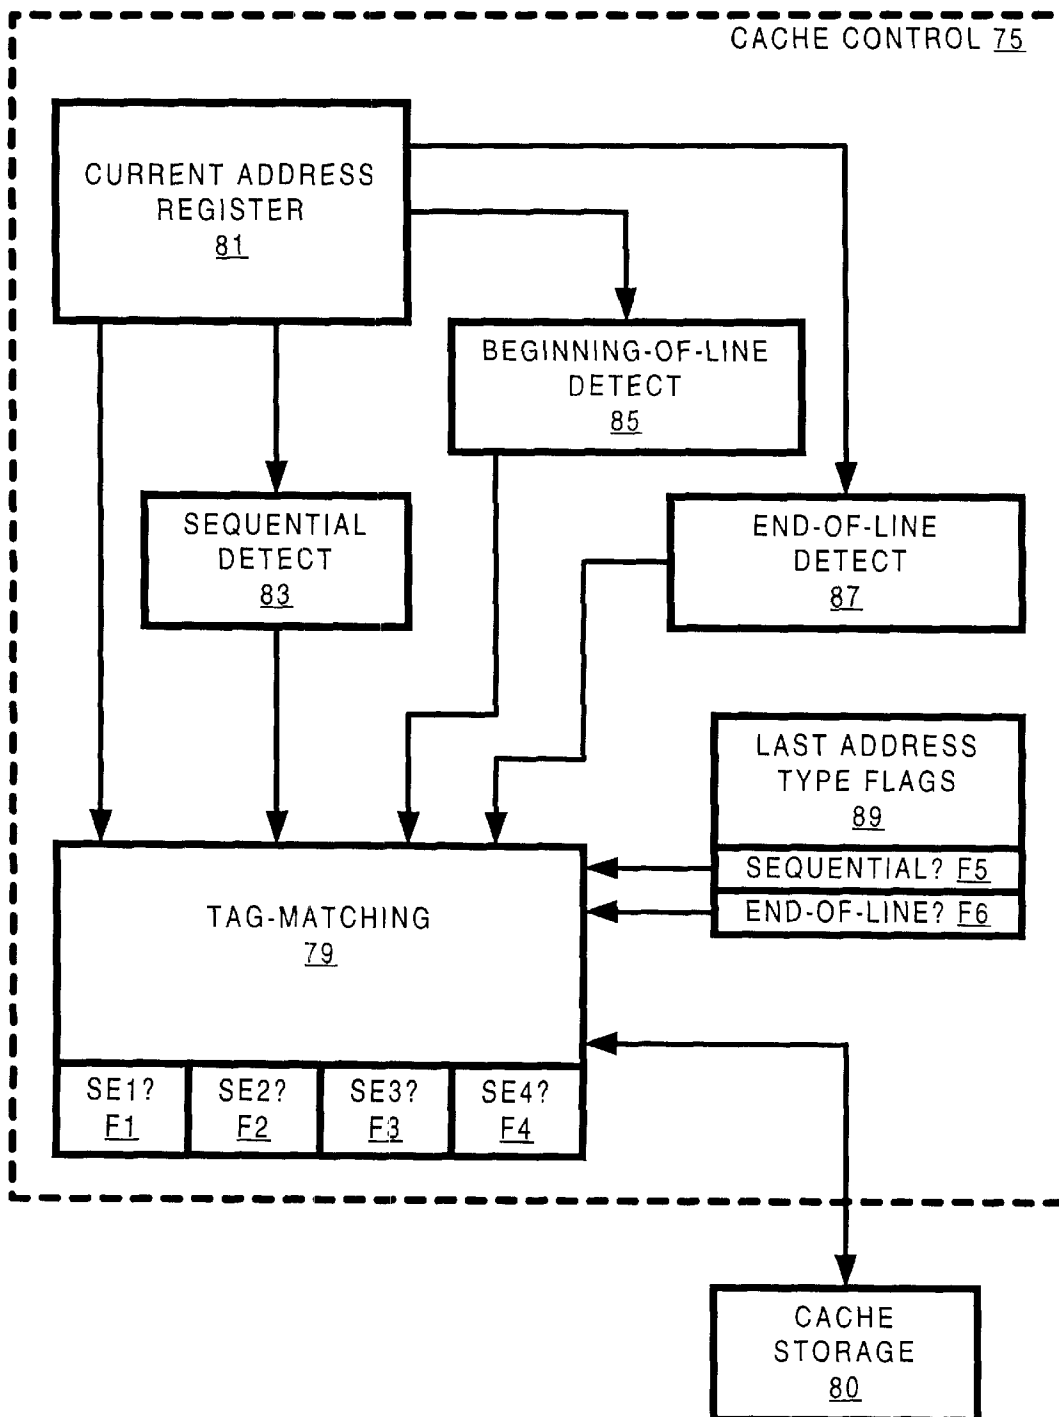 CACHE CONTROL 75
CURRENT ADDRESS
REGISTER
81
BEGINNING-OF-LINE
DETECT
85
SEQUENTIAL
DETECT
83
END-OF-LINE
DETECT
87
LAST ADDRESS
TYPE FLAGS
89
SEQUENTIAL? F5
END-OF-LINE? F6
TAG-MATCHING
79
SE1?
F1
SE2?
F2
SE3?
F3
SE4?
F4
CACHE
STORAGE
80